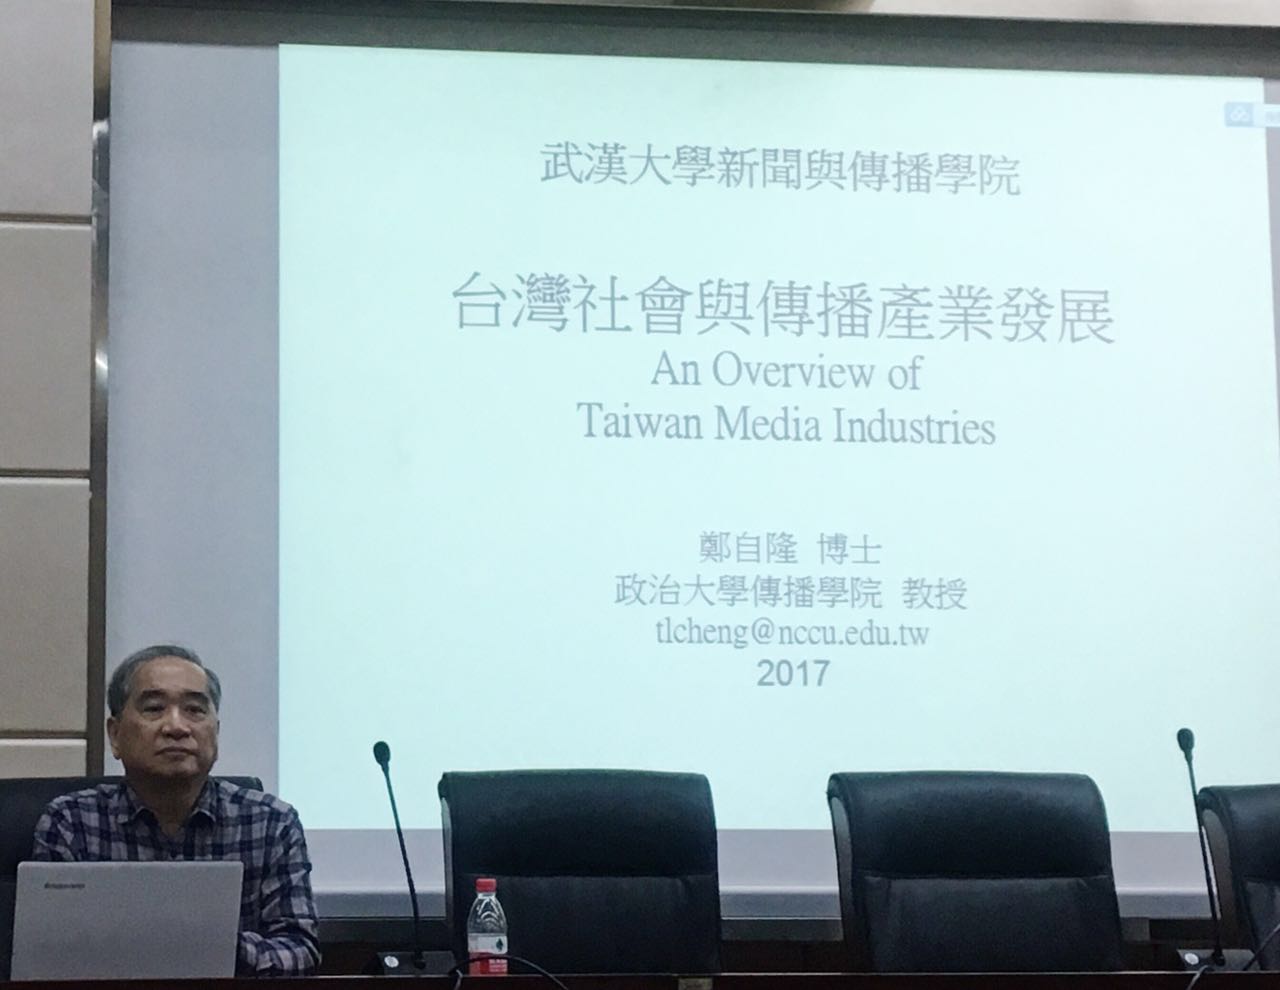 武漢大學新聞與傳播學院
台灣社會與傳播產業發展
An Overview of
Taiwan Media Industries
鄭自隆 博士
政治大學傳播學院 教授
tlcheng@nccu.edu.tw
2017
lenovo